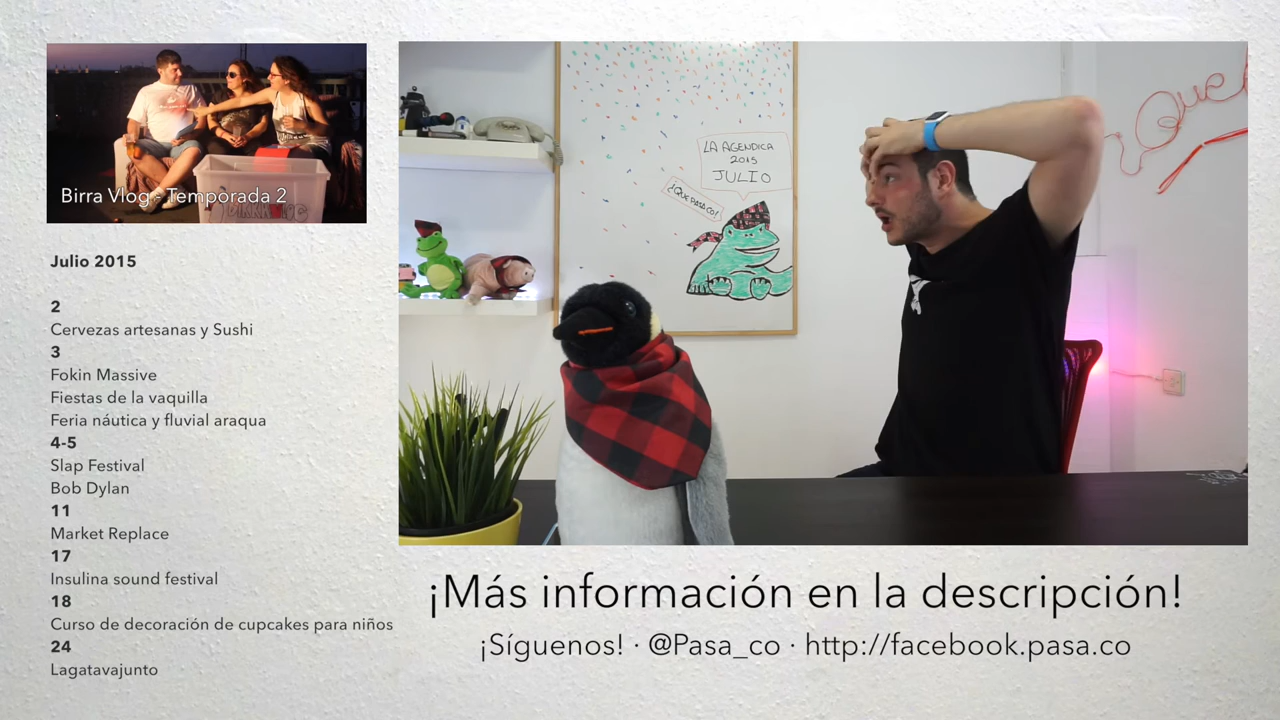 Birra Vlog - Temporada 2
Julio 2015
2
Cervezas artesanas y Sushi
3
Fokin Massive
Fiestas de la vaquilla
Feria náutica y fluvial araqua
4-5
Slap Festival
Bob Dylan
11
Market Replace
17
Insulina sound festival
18
Curso de decoración de cupcakes para niños
24
Lagatavajunto
LA AGENDICA
2015
JULIO
¿QUE PASA CO!
Quc
¡Más información en la descripción!
¡Síguenos! · @Pasa_co · http://facebook.pasa.co